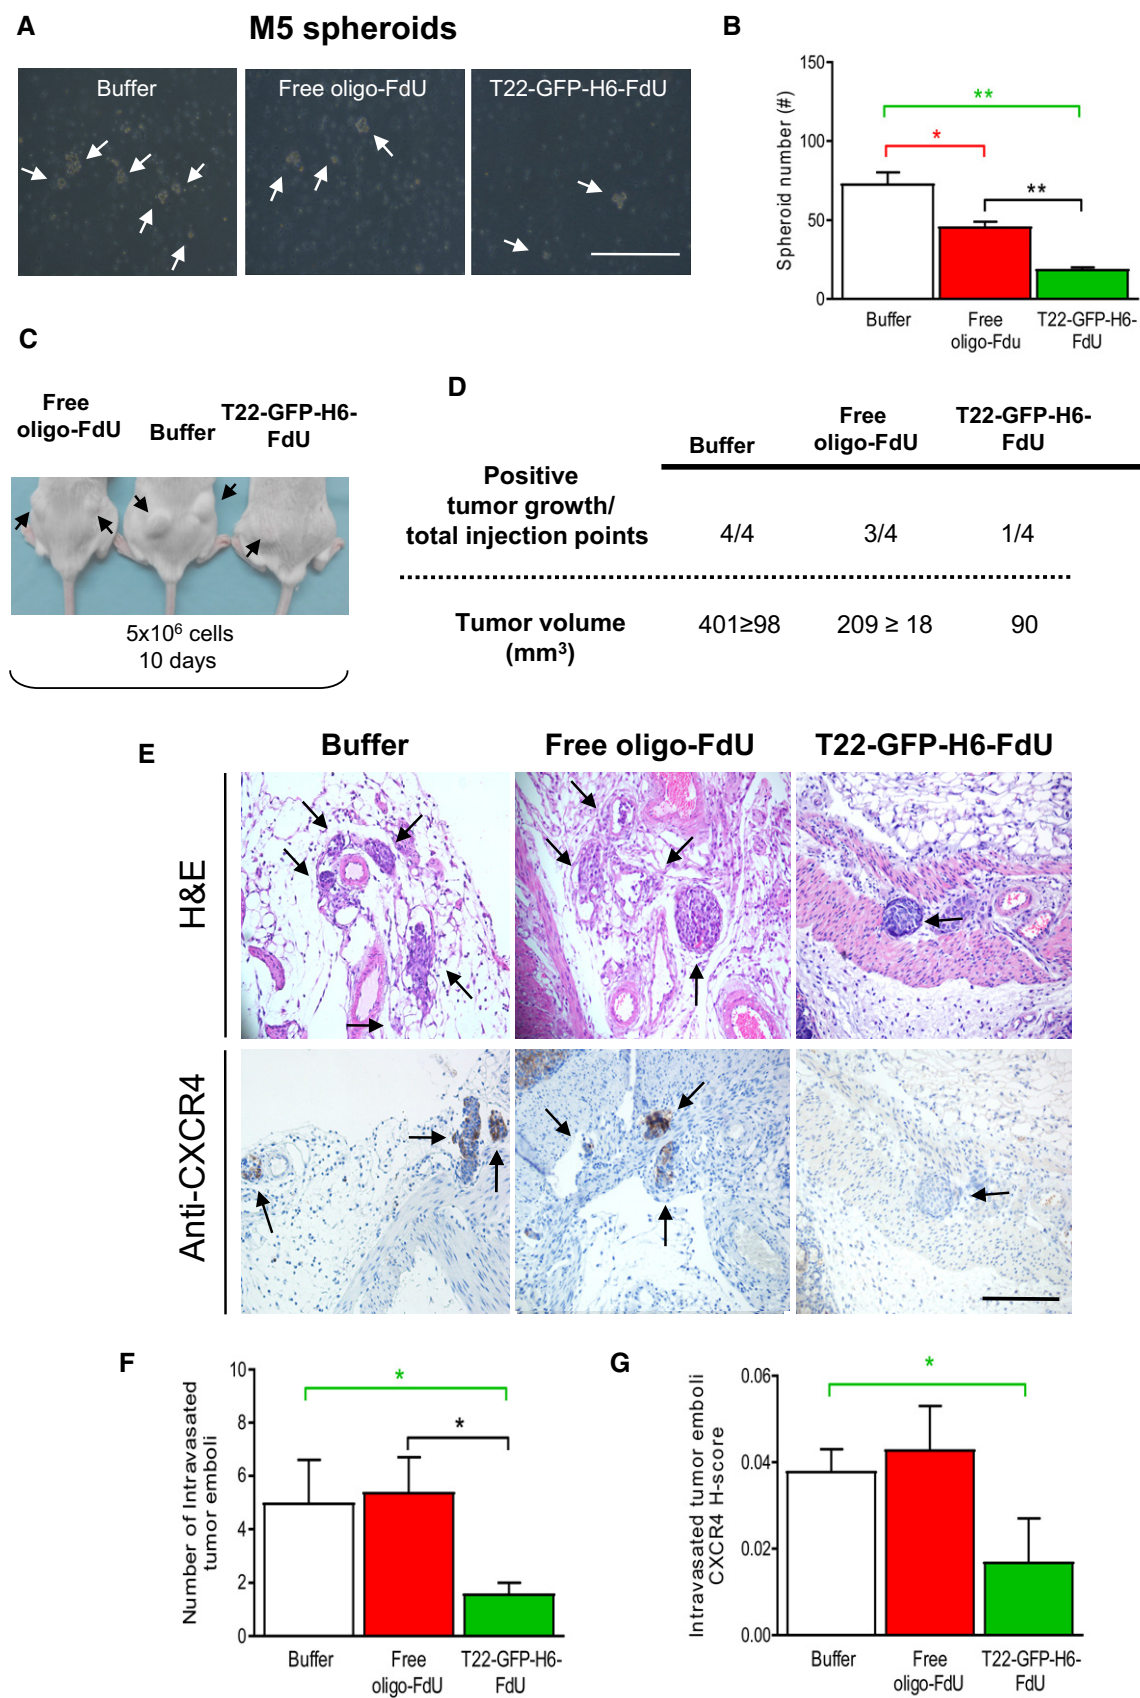 A
M5 spheroids
Buffer
Free oligo-FdU
T22-GFP-H6-FdU
B
Spheroid number (#)
150
100
50
0
**
*
**
Buffer
Free
oligo-Fdu
T22-GFP-H6-
FdU
C
Free
oligo-FdU
Buffer
T22-GFP-H6-
FdU
5x10⁶ cells
10 days
D
Buffer
Free
oligo-FdU
T22-GFP-H6-
FdU
Positive
tumor growth/
total injection points
4/4
3/4
1/4
Tumor volume
(mm³)
401≥98
209 ≥ 18
90
E
Buffer
Free oligo-FdU
T22-GFP-H6-FdU
H&E
Anti-CXCR4
F
Number of Intravasated
tumor emboli
10
8
6
4
2
0
*
*
Buffer
Free
oligo-FdU
T22-GFP-H6-
FdU
G
Intravasated tumor emboli
CXCR4 H-score
0.06
0.04
0.02
0.00
*
Buffer
Free
oligo-FdU
T22-GFP-H6-
FdU